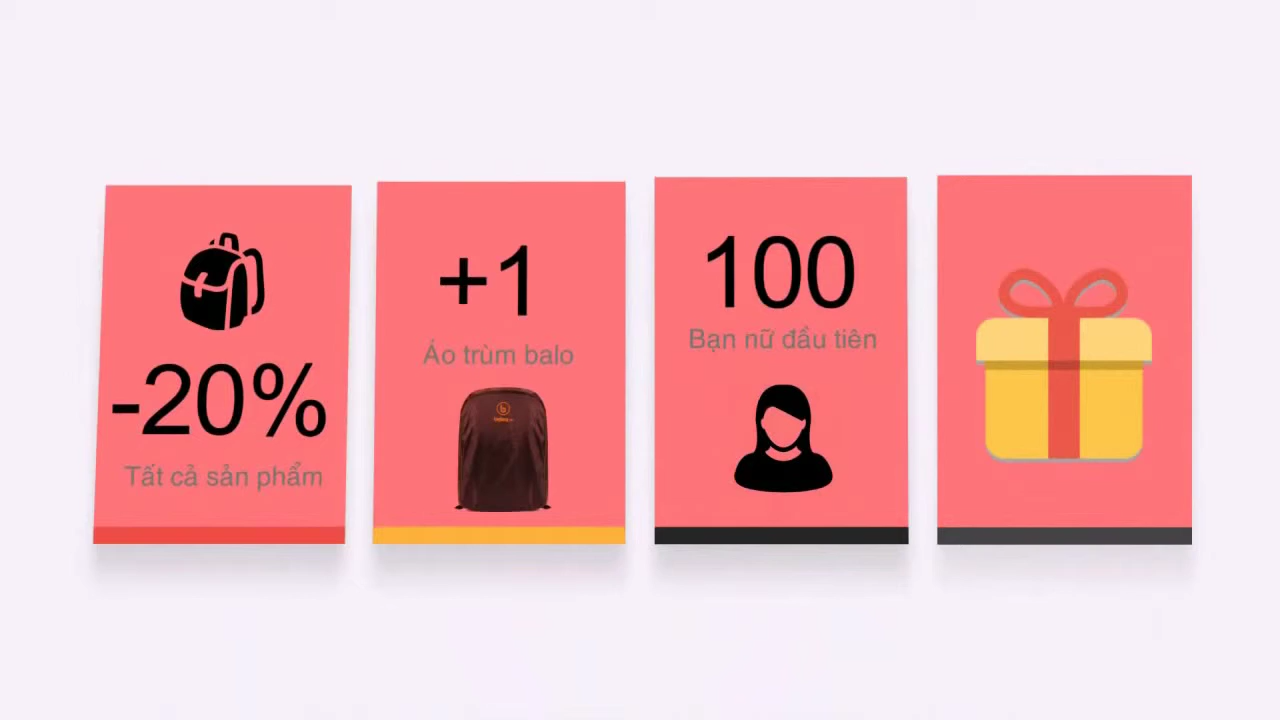 -20%
Tất cả sản phẩm
+1
Áo trùm balo
100
Bạn nữ đầu tiên